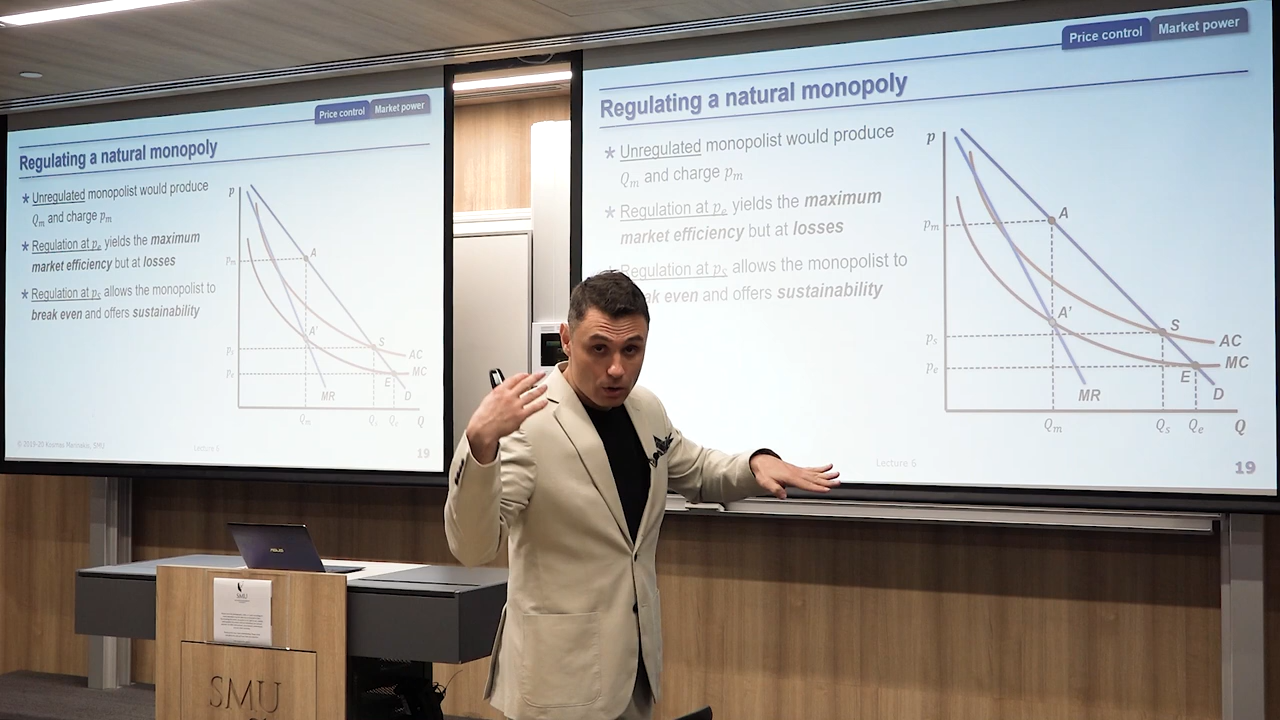 Price control Market power
Regulating a natural monopoly
* Unregulated monopolist would produce
Qm and charge pm
* Regulation at pe yields the maximum
market efficiency but at losses
* Regulation at ps allows the monopolist to
break even and offers sustainability
p
A
pm
A'
S
ps
AC
pe
MC
E
MR
D
Qm Qs Qe Q
Lecture 6
19
Price control Market power
Regulating a natural monopoly
* Unregulated monopolist would produce
Qm and charge pm
* Regulation at pe yields the maximum
market efficiency but at losses
Regulation at ps allows the monopolist to
ak even and offers sustainability
p
A
pm
A'
S
ps
AC
pe
MC
E
MR
D
Qm Qs Qe Q
Lecture 6
19
ASUS
SMU
SMU